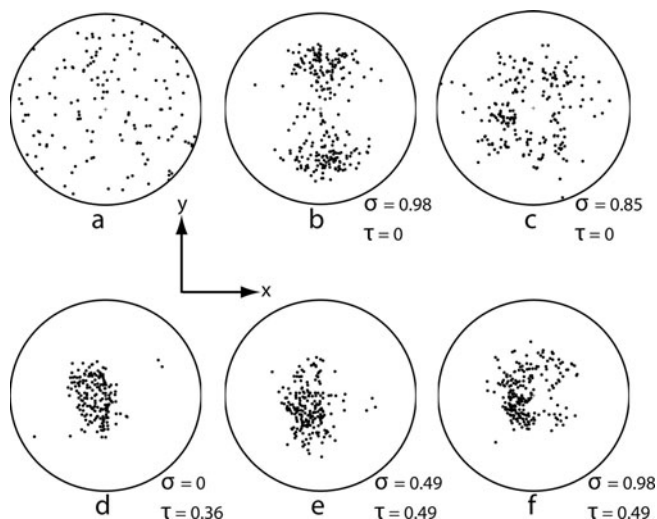 a
b
σ = 0.98
τ = 0
c
σ = 0.85
τ = 0
y
x
d
σ = 0
τ = 0.36
e
σ = 0.49
τ = 0.49
f
σ = 0.98
τ = 0.49